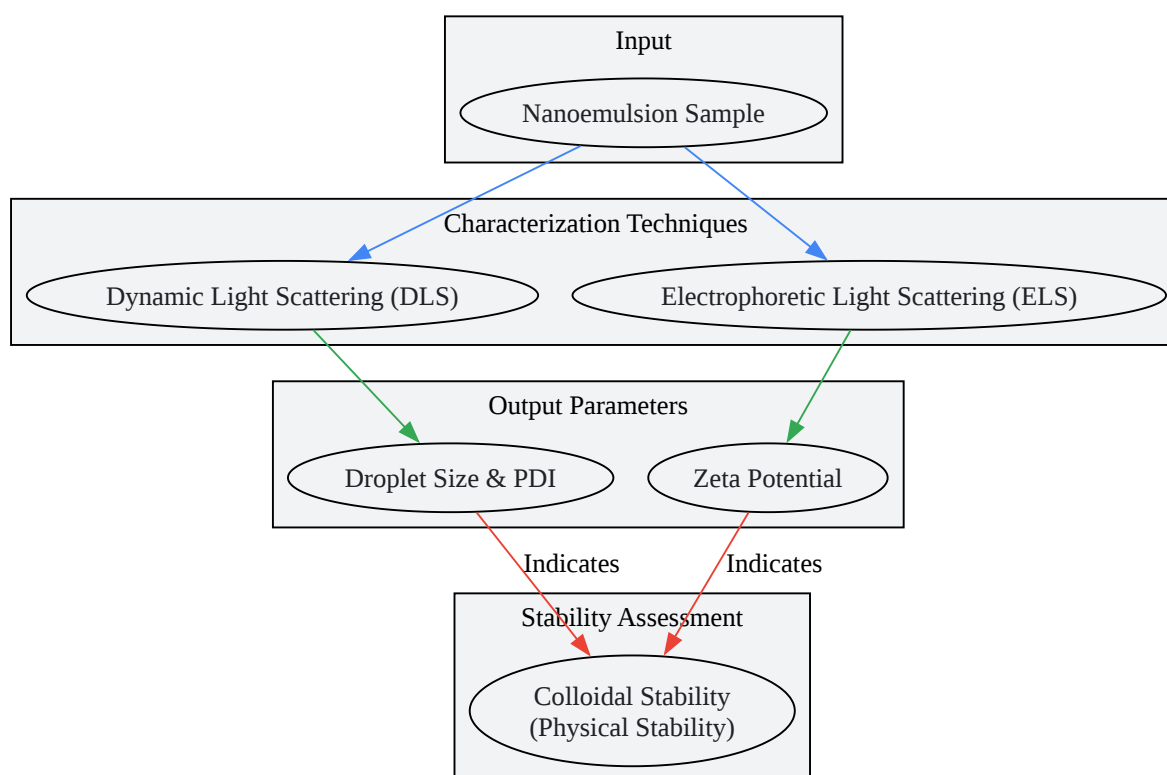 Input
Nanoemulsion Sample
Characterization Techniques
Dynamic Light Scattering (DLS)
Electrophoretic Light Scattering (ELS)
Output Parameters
Droplet Size & PDI
Zeta Potential
Indicates
Indicates
Stability Assessment
Colloidal Stability
(Physical Stability)